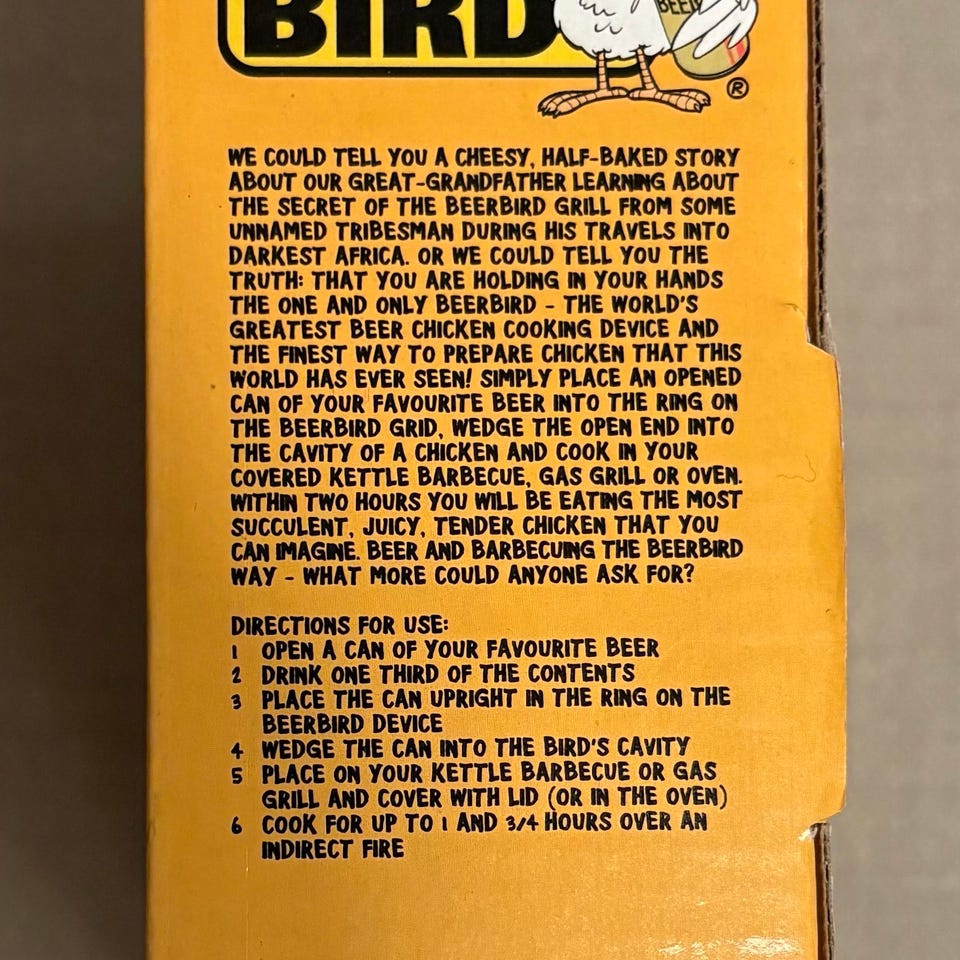 BIRD
BEER
®
WE COULD TELL YOU A CHEESY, HALF-BAKED STORY
ABOUT OUR GREAT-GRANDFATHER LEARNING ABOUT
THE SECRET OF THE BEERBIRD GRILL FROM SOME
UNNAMED TRIBESMAN DURING HIS TRAVELS INTO
DARKEST AFRICA. OR WE COULD TELL YOU THE
TRUTH: THAT YOU ARE HOLDING IN YOUR HANDS
THE ONE AND ONLY BEERBIRD - THE WORLD'S
GREATEST BEER CHICKEN COOKING DEVICE AND
THE FINEST WAY TO PREPARE CHICKEN THAT THIS
WORLD HAS EVER SEEN! SIMPLY PLACE AN OPENED
CAN OF YOUR FAVOURITE BEER INTO THE RING ON
THE BEERBIRD GRID, WEDGE THE OPEN END INTO
THE CAVITY OF A CHICKEN AND COOK IN YOUR
COVERED KETTLE BARBECUE, GAS GRILL OR OVEN.
WITHIN TWO HOURS YOU WILL BE EATING THE MOST
SUCCULENT, JUICY, TENDER CHICKEN THAT YOU
CAN IMAGINE. BEER AND BARBECUING THE BEERBIRD
WAY - WHAT MORE COULD ANYONE ASK FOR?
DIRECTIONS FOR USE:
1 OPEN A CAN OF YOUR FAVOURITE BEER
2 DRINK ONE THIRD OF THE CONTENTS
3 PLACE THE CAN UPRIGHT IN THE RING ON THE
BEERBIRD DEVICE
4 WEDGE THE CAN INTO THE BIRD'S CAVITY
5 PLACE ON YOUR KETTLE BARBECUE OR GAS
GRILL AND COVER WITH LID (OR IN THE OVEN)
6 COOK FOR UP TO 1 AND 3/4 HOURS OVER AN
INDIRECT FIRE